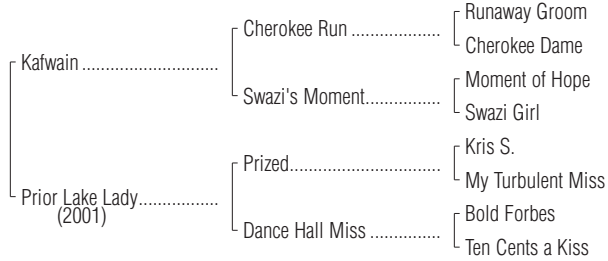 Runaway Groom
Cherokee Run ...................
Cherokee Dame
Kafwain .............................
Moment of Hope
Swazi's Moment................
Swazi Girl
Kris S.
Prized................................
My Turbulent Miss
Prior Lake Lady.................
(2001)
Bold Forbes
Dance Hall Miss ...............
Ten Cents a Kiss